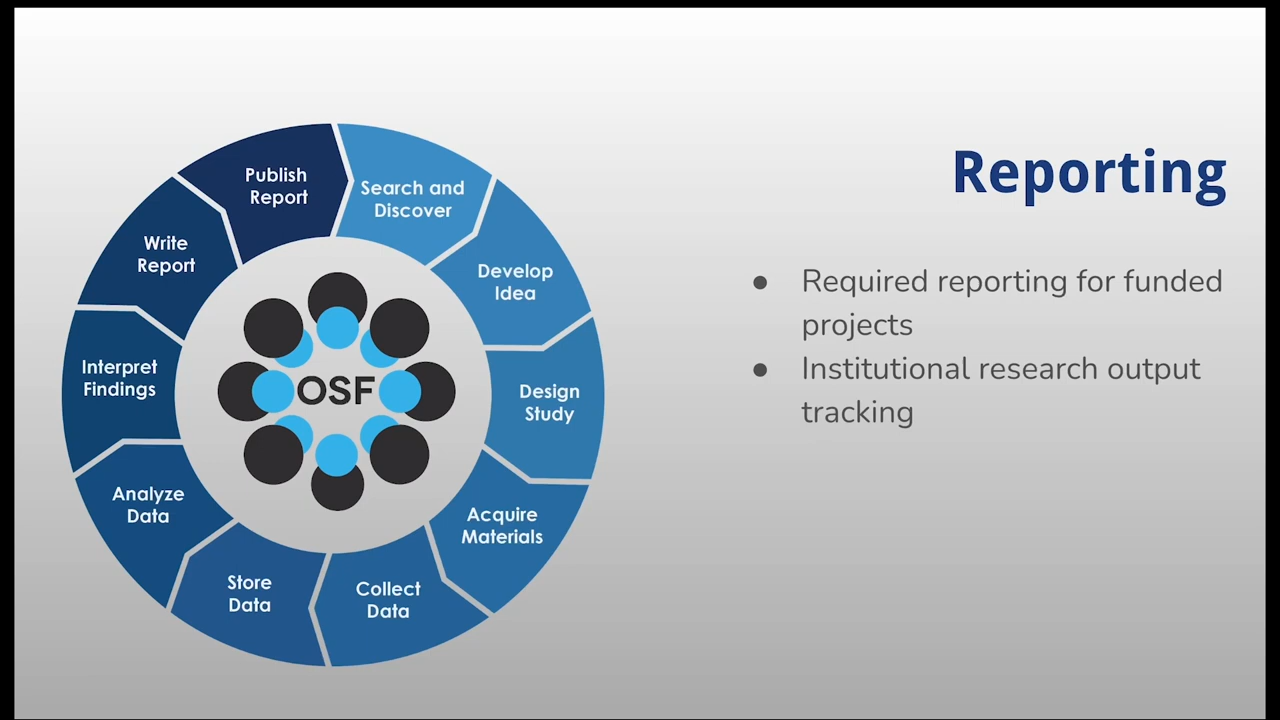 Reporting
● Required reporting for funded
projects
● Institutional research output
tracking
Publish
Report
Search and
Discover
Develop
Idea
Design
Study
Acquire
Materials
Collect
Data
Store
Data
Analyze
Data
Interpret
Findings
Write
Report
OSF